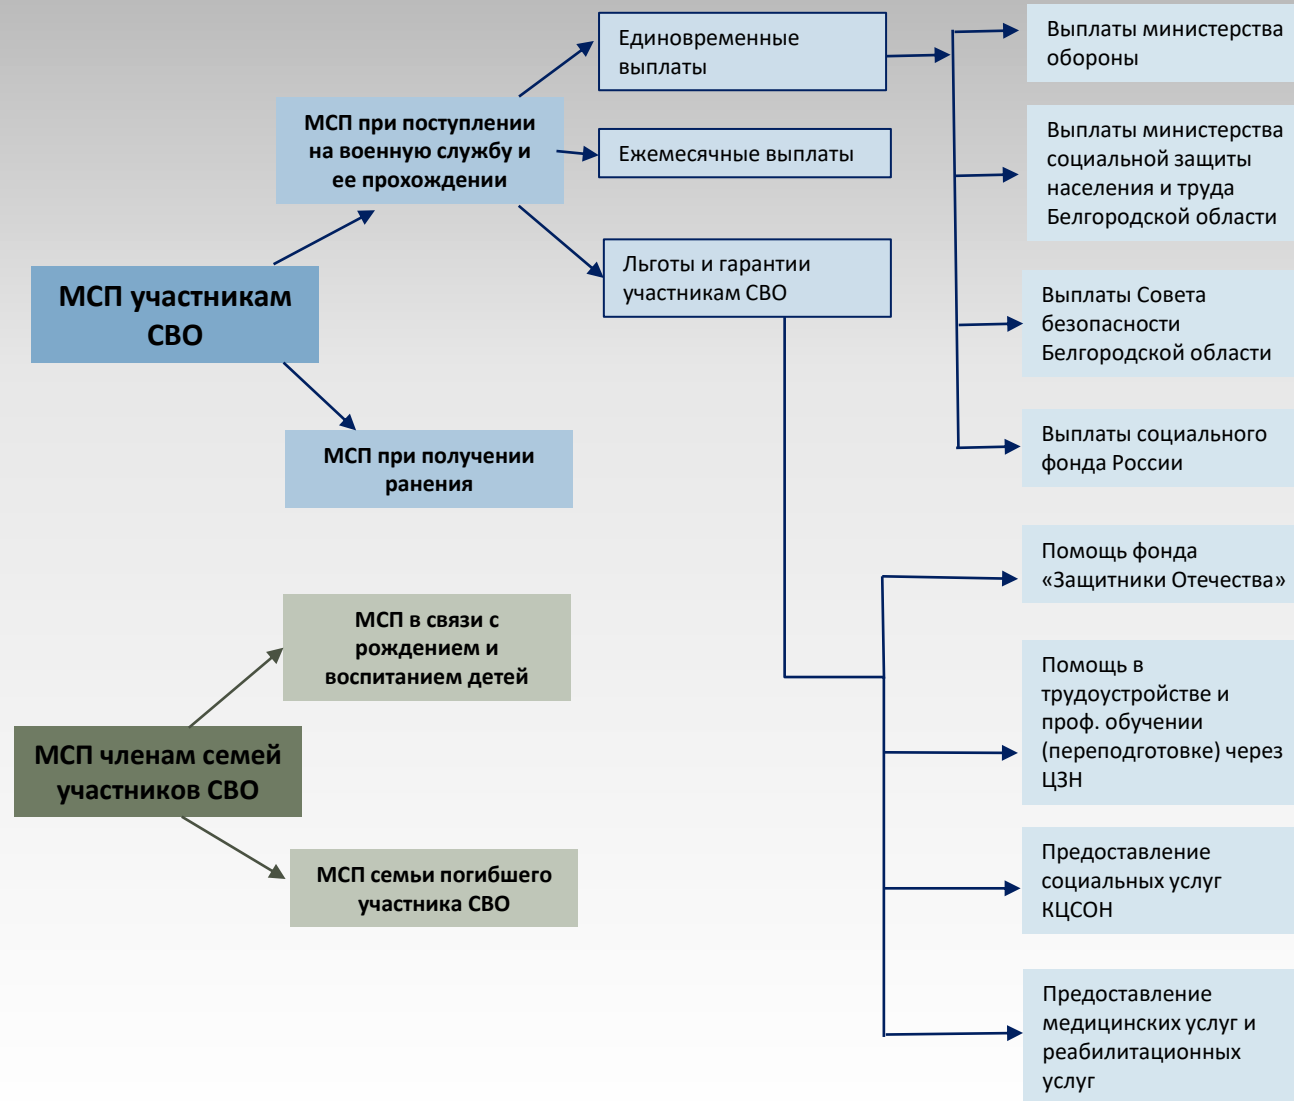 МСП участникам
СВО
МСП при поступлении
на военную службу и
ее прохождении
МСП при получении
ранения
Единовременные
выплаты
Ежемесячные выплаты
Льготы и гарантии
участникам СВО
Выплаты министерства
обороны
Выплаты министерства
социальной защиты
населения и труда
Белгородской области
Выплаты Совета
безопасности
Белгородской области
Выплаты социального
фонда России
Помощь фонда
«Защитники Отечества»
Помощь в
трудоустройстве и
проф. обучении
(переподготовке) через
ЦЗН
Предоставление
социальных услуг
КЦСОН
Предоставление
медицинских услуг и
реабилитационных
услуг
МСП членам семей
участников СВО
МСП в связи с
рождением и
воспитанием детей
МСП семьи погибшего
участника СВО